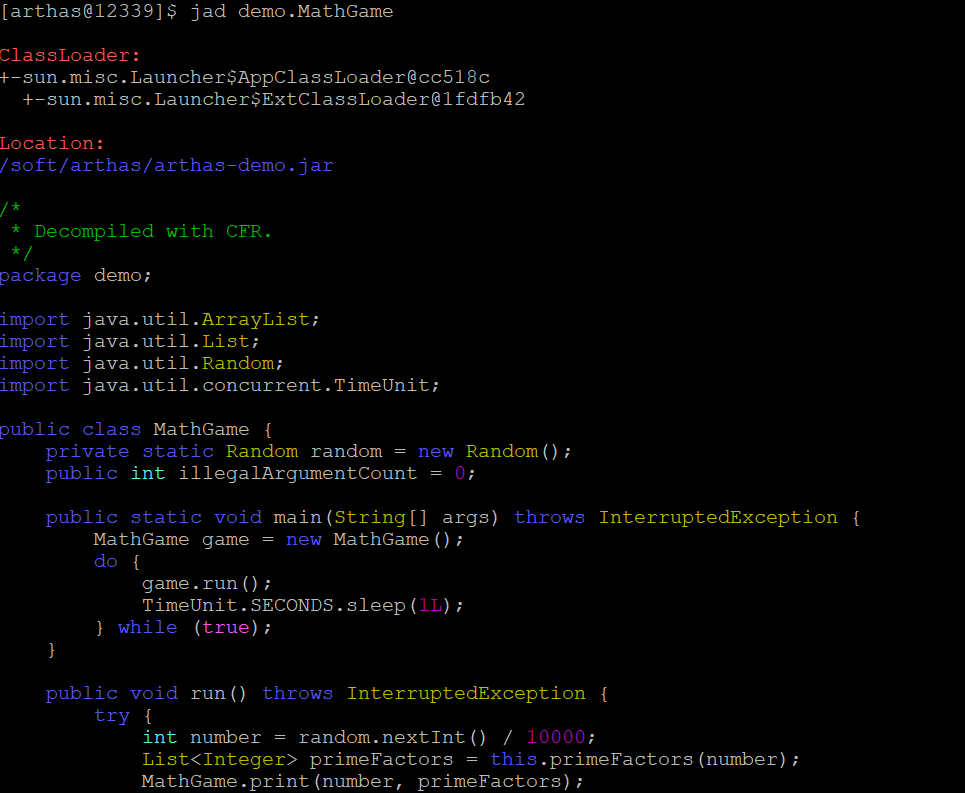 [arthas@12339]$ jad demo.MathGame

ClassLoader:
+-sun.misc.Launcher$AppClassLoader@cc518c
  +-sun.misc.Launcher$ExtClassLoader@1fdfb42

Location:
/soft/arthas/arthas-demo.jar

/*
 * Decompiled with CFR.
 */
package demo;

import java.util.ArrayList;
import java.util.List;
import java.util.Random;
import java.util.concurrent.TimeUnit;

public class MathGame {
    private static Random random = new Random();
    public int illegalArgumentCount = 0;

    public static void main(String[] args) throws InterruptedException {
        MathGame game = new MathGame();
        do {
            game.run();
            TimeUnit.SECONDS.sleep(1L);
        } while (true);
    }

    public void run() throws InterruptedException {
        try {
            int number = random.nextInt() / 10000;
            List<Integer> primeFactors = this.primeFactors(number);
            MathGame.print(number, primeFactors);